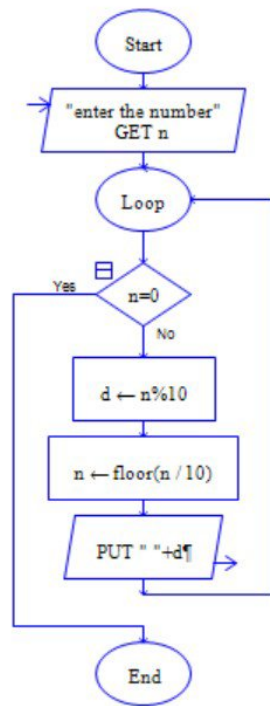 Start
"enter the number"
GET n
Loop
Yes
n=0
No
d ← n%10
n ← floor(n / 10)
PUT " "+d¶
End